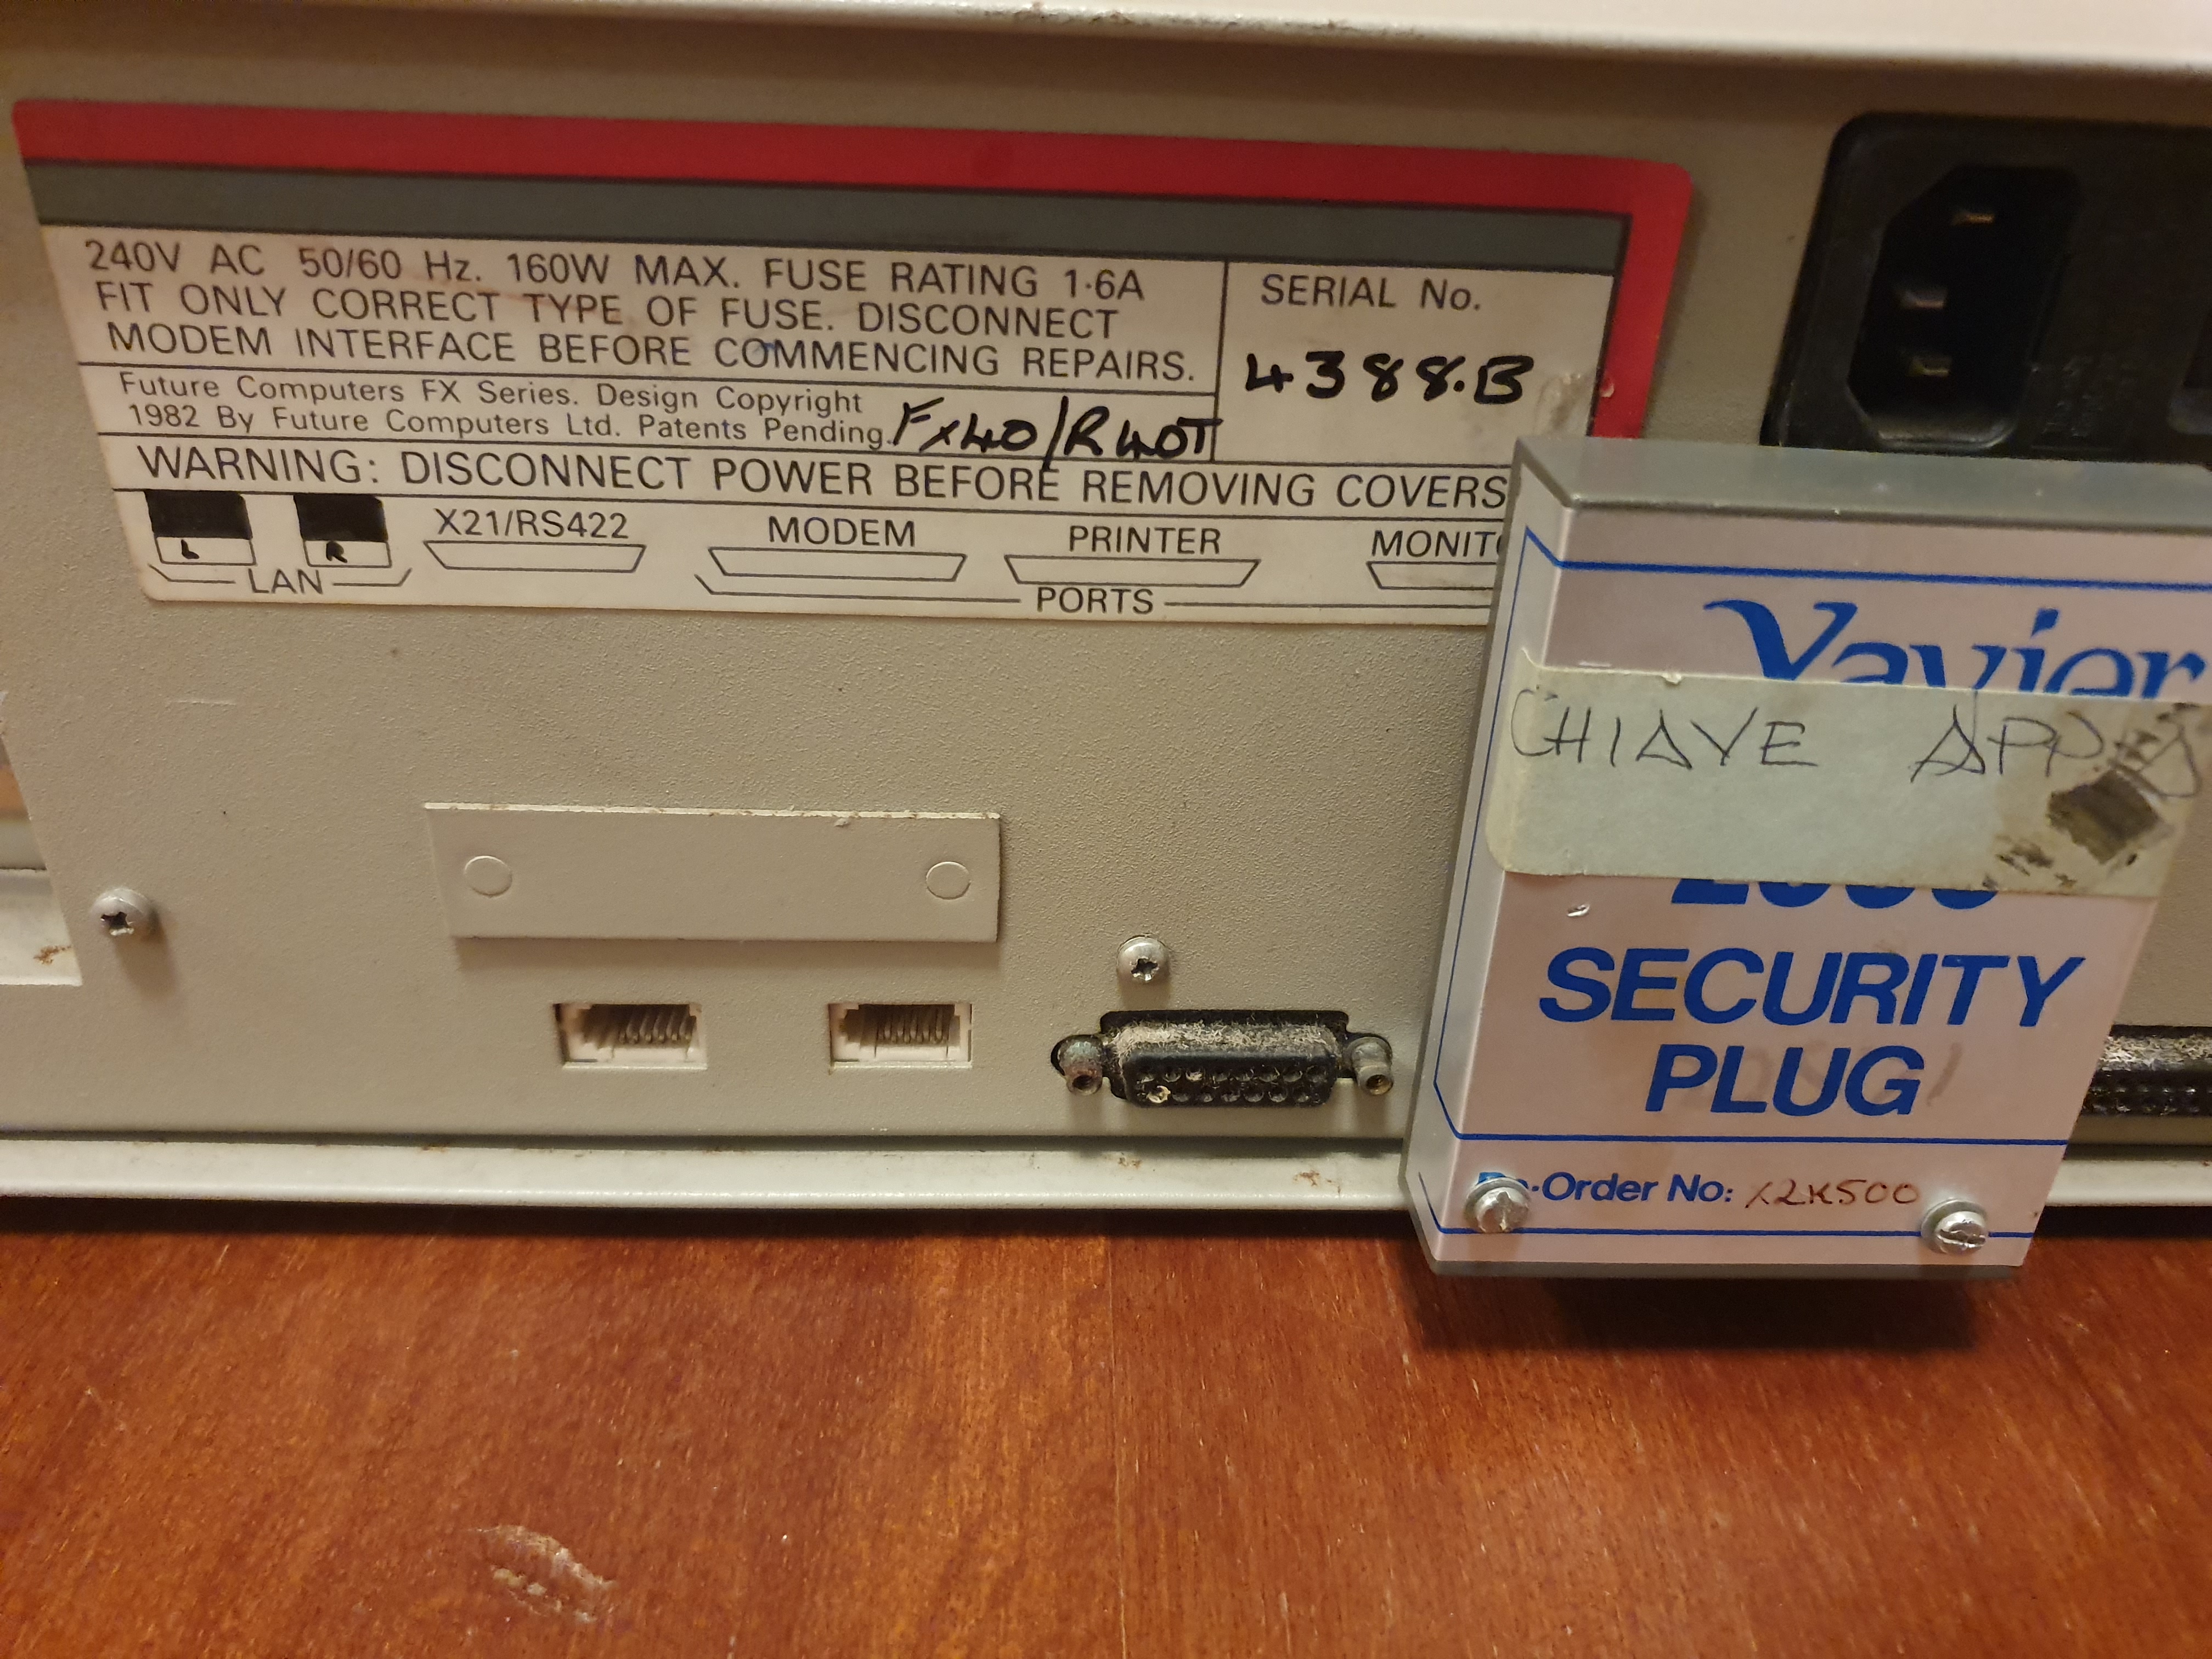 240V AC 50/60 Hz. 160W MAX. FUSE RATING 1·6A
FIT ONLY CORRECT TYPE OF FUSE. DISCONNECT
MODEM INTERFACE BEFORE COMMENCING REPAIRS.
SERIAL No.
4388.B
Future Computers FX Series. Design Copyright
1982 By Future Computers Ltd. Patents Pending.
Fx40/R40T
WARNING: DISCONNECT POWER BEFORE REMOVING COVERS
L R X21/RS422 MODEM PRINTER MONIT
LAN PORTS
CHIAVE
SECURITY
PLUG
Re-Order No: X2K500